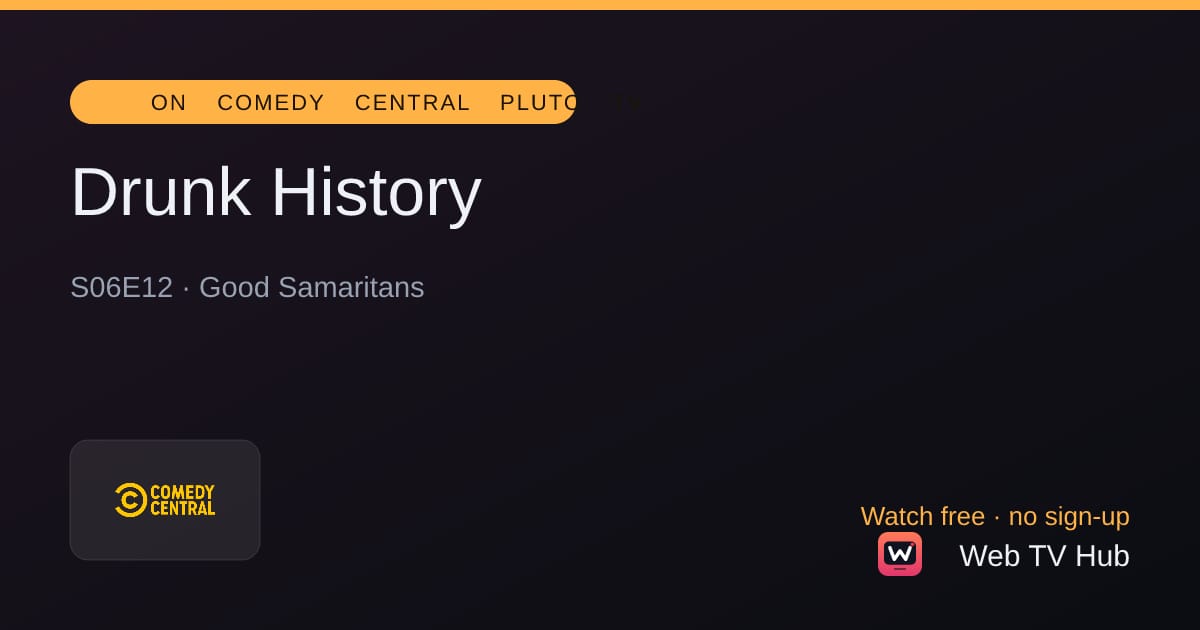 ON COMEDY CENTRAL PLUTO
Drunk History
S06E12 · Good Samaritans
COMEDY
CENTRAL
Watch free · no sign-up
W
Web TV Hub